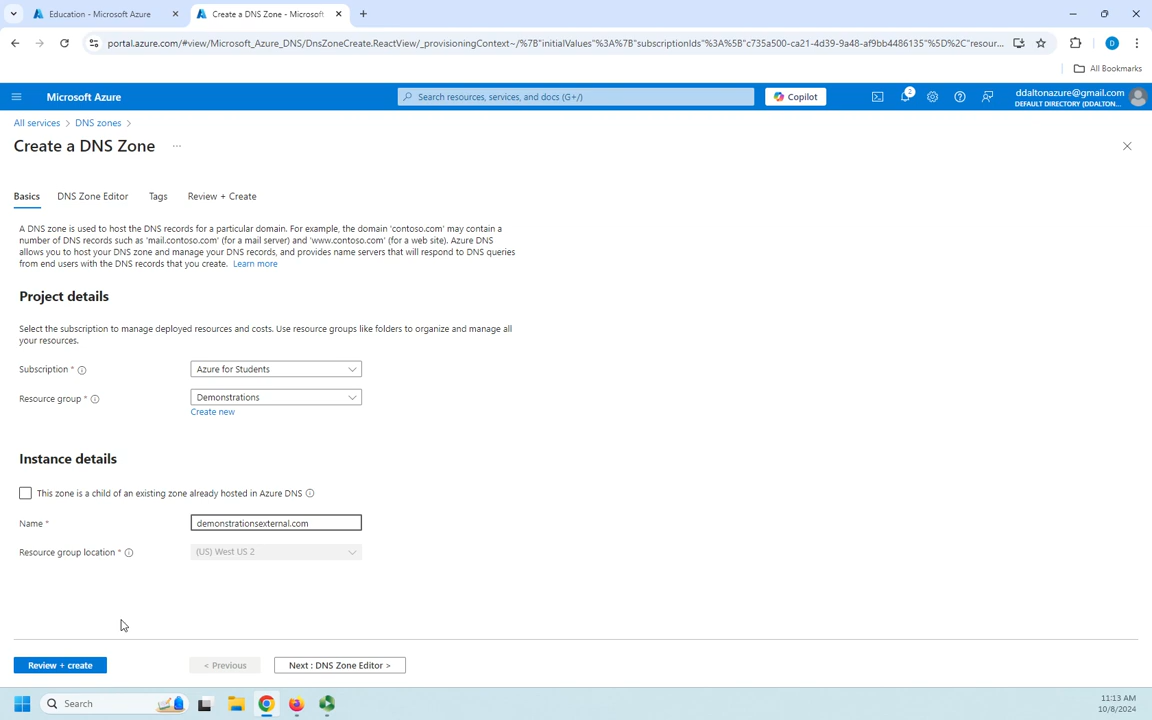 Education - Microsoft Azure
Create a DNS Zone - Microsoft
portal.azure.com/#view/Microsoft_Azure_DNS/DnsZoneCreate.ReactView/_provisioningContext~/%7B"initialValues"%3A%7B"subscriptionIds"%3A%5B"c735a500-ca21-4d39-9a48-af9bb4486135"%5D%2C"resour...
D
All Bookmarks
Microsoft Azure
Search resources, services, and docs (G+/)
Copilot
2
ddaltonazure@gmail.com
DEFAULT DIRECTORY (DDALTON...
All services > DNS zones >
Create a DNS Zone ...
Basics DNS Zone Editor Tags Review + Create
A DNS zone is used to host the DNS records for a particular domain. For example, the domain 'contoso.com' may contain a
number of DNS records such as 'mail.contoso.com' (for a mail server) and 'www.contoso.com' (for a web site). Azure DNS
allows you to host your DNS zone and manage your DNS records, and provides name servers that will respond to DNS queries
from end users with the DNS records that you create. Learn more
Project details
Select the subscription to manage deployed resources and costs. Use resource groups like folders to organize and manage all
your resources.
Subscription * Azure for Students
Resource group * Demonstrations
Create new
Instance details
This zone is a child of an existing zone already hosted in Azure DNS
Name * demonstrationsexternal.com
Resource group location * (US) West US 2
Review + create < Previous Next : DNS Zone Editor >
Search
11:13 AM
10/8/2024